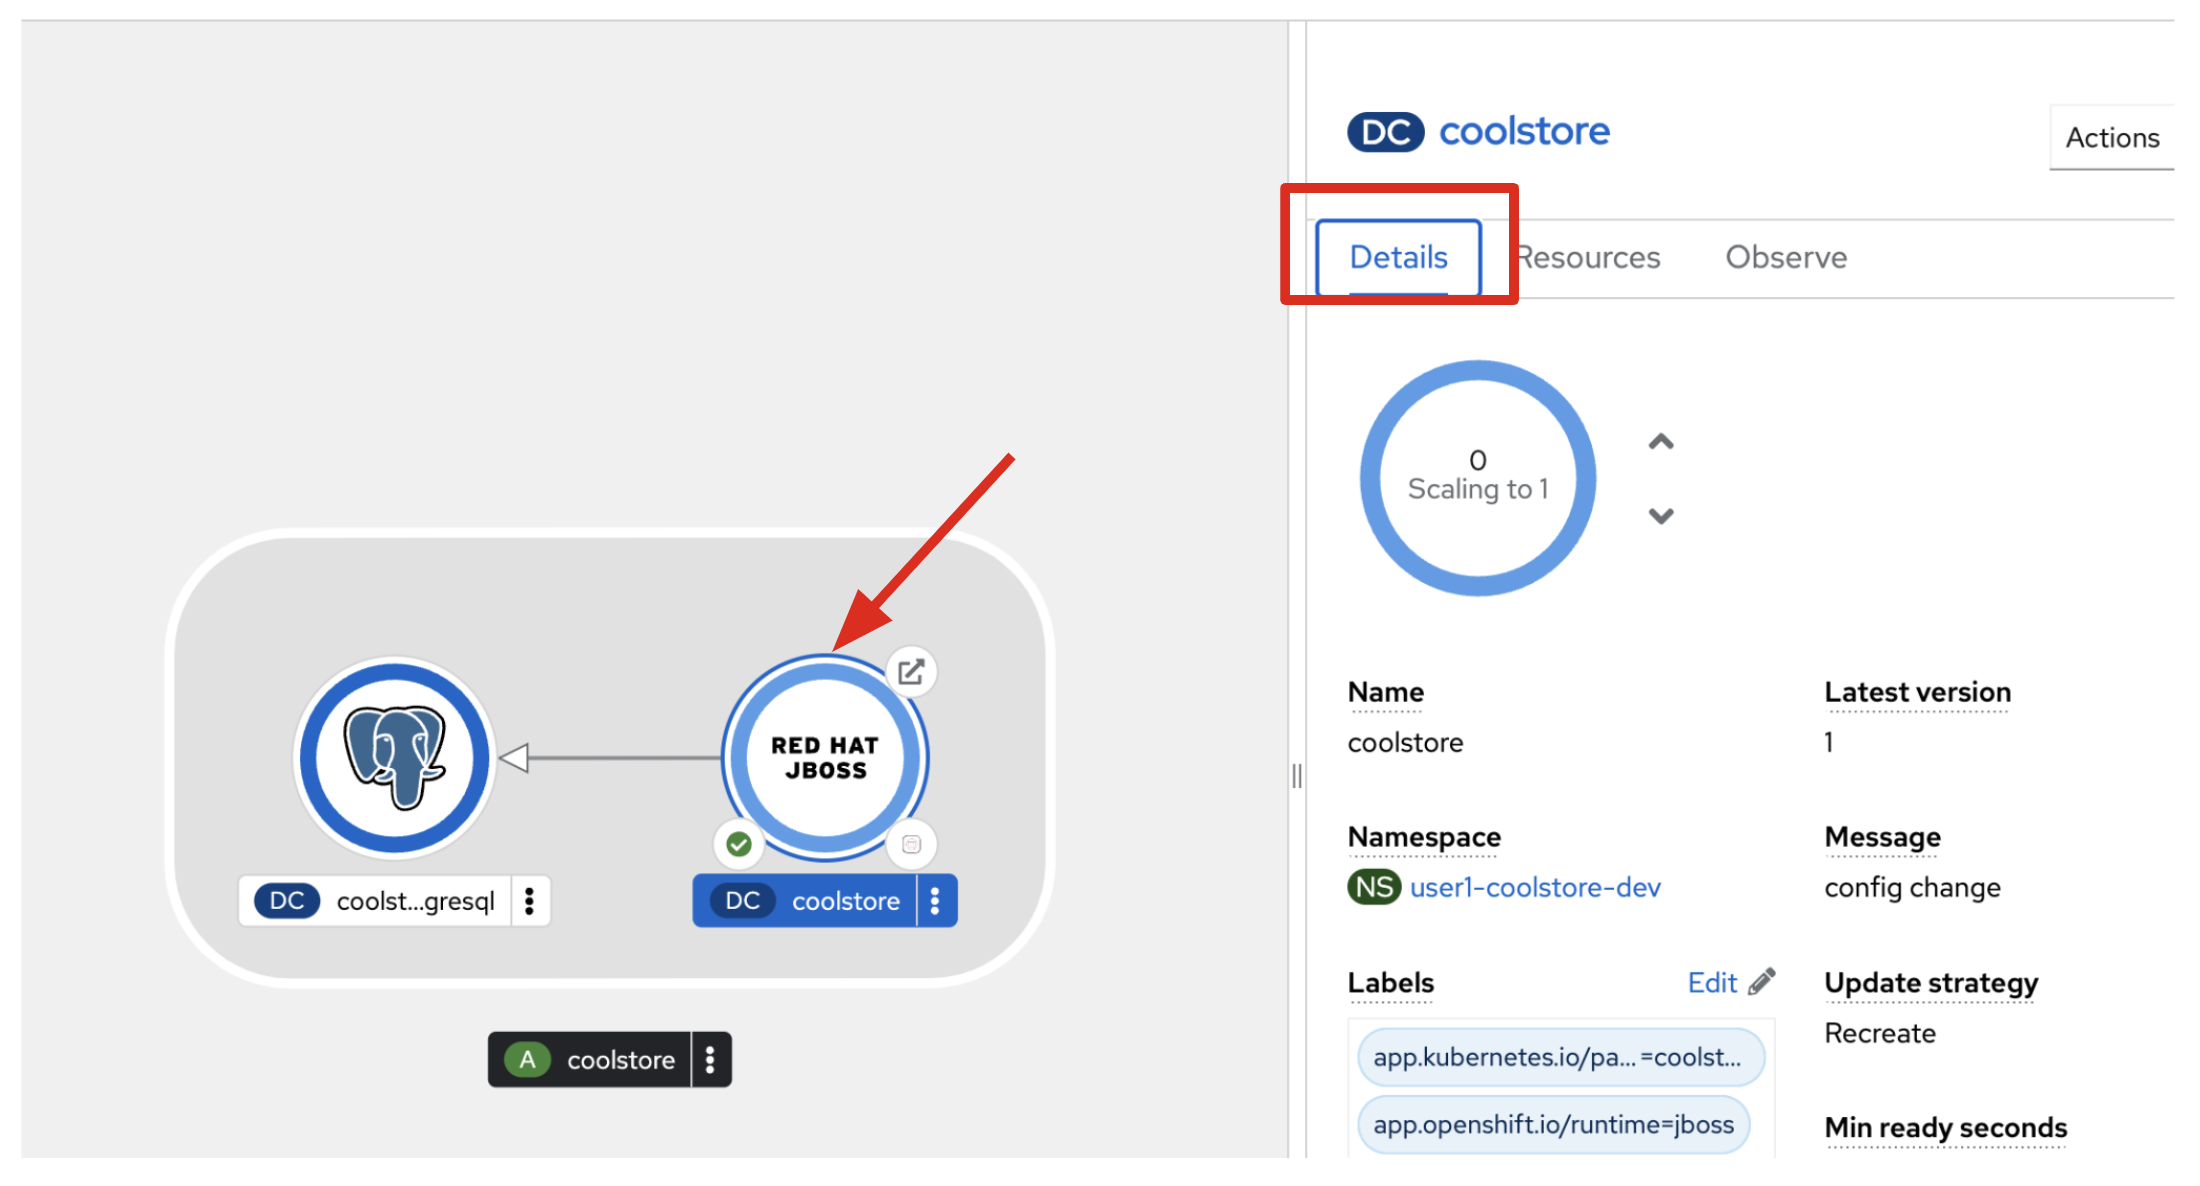 RED HAT
JBOSS
DC coolst...gresql
DC coolstore
A coolstore
DC coolstore
Actions
Details Resources Observe
0
Scaling to 1
Name
coolstore
Latest version
1
Namespace
NS user1-coolstore-dev
Message
config change
Labels Edit
app.kubernetes.io/pa... =coolst...
app.openshift.io/runtime=jboss
Update strategy
Recreate
Min ready seconds